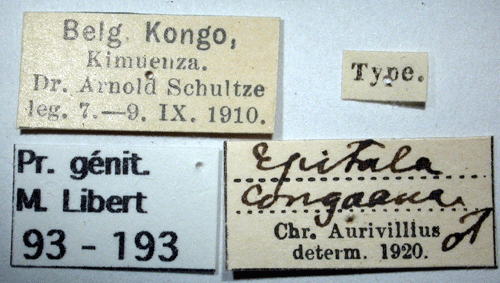 Belg. Kongo,
Kimuenza.
Dr. Arnold Schultze
leg. 7.—9. IX. 1910.
Type.
Pr. génit.
M. Libert
93 - 193
Epitola
congoana
Chr. Aurivillius
determ. 1920. ♂